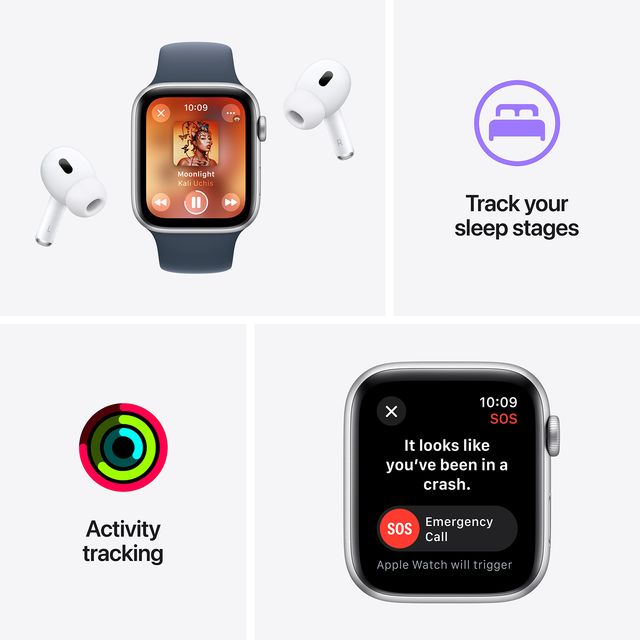 10:09
Moonlight
Kali Uchis
L
R
Track your
sleep stages
Activity
tracking
10:09
SOS
It looks like
you’ve been in a
crash.
SOS
Emergency
Call
Apple Watch will trigger